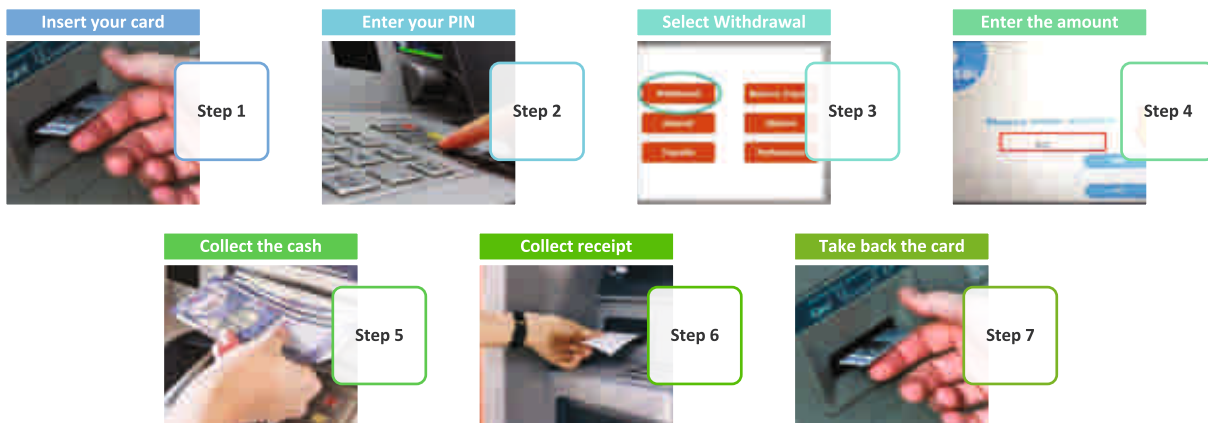 Insert your card
Step 1
Enter your PIN
Step 2
Select Withdrawal
Step 3
Enter the amount
Step 4
Collect the cash
Step 5
Collect receipt
Step 6
Take back the card
Step 7